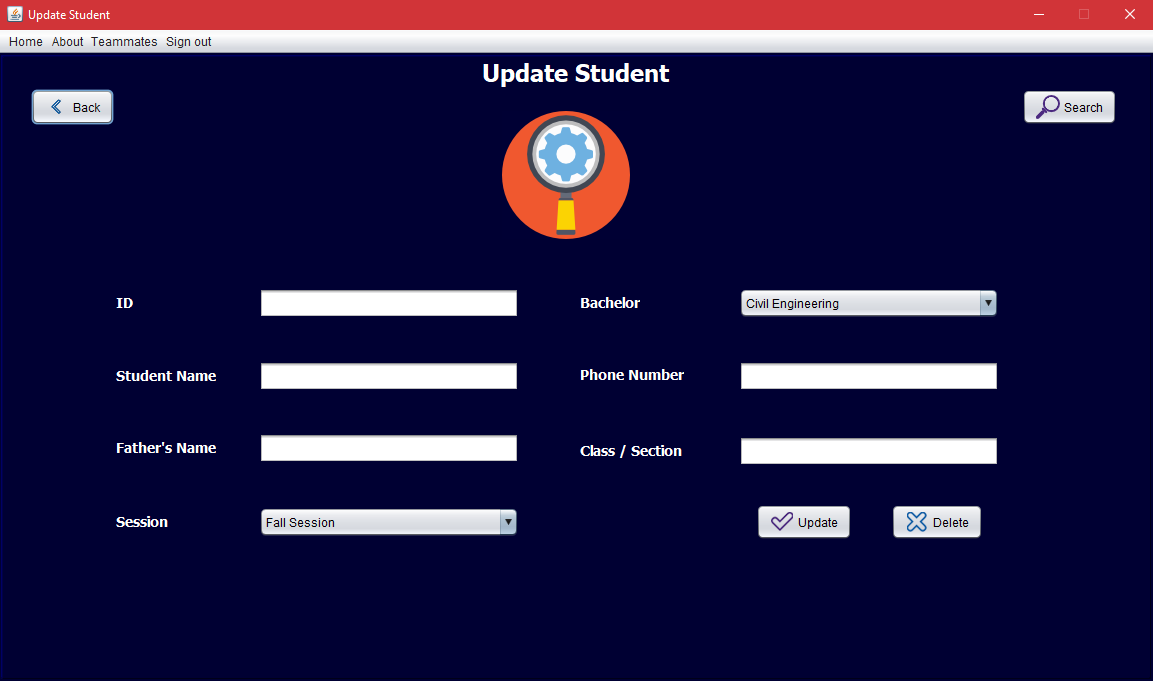 Update Student
Home About Teammates Sign out
Update Student
Back
Search
ID
Bachelor
Civil Engineering
Student Name
Phone Number
Father's Name
Class / Section
Session
Fall Session
Update
Delete